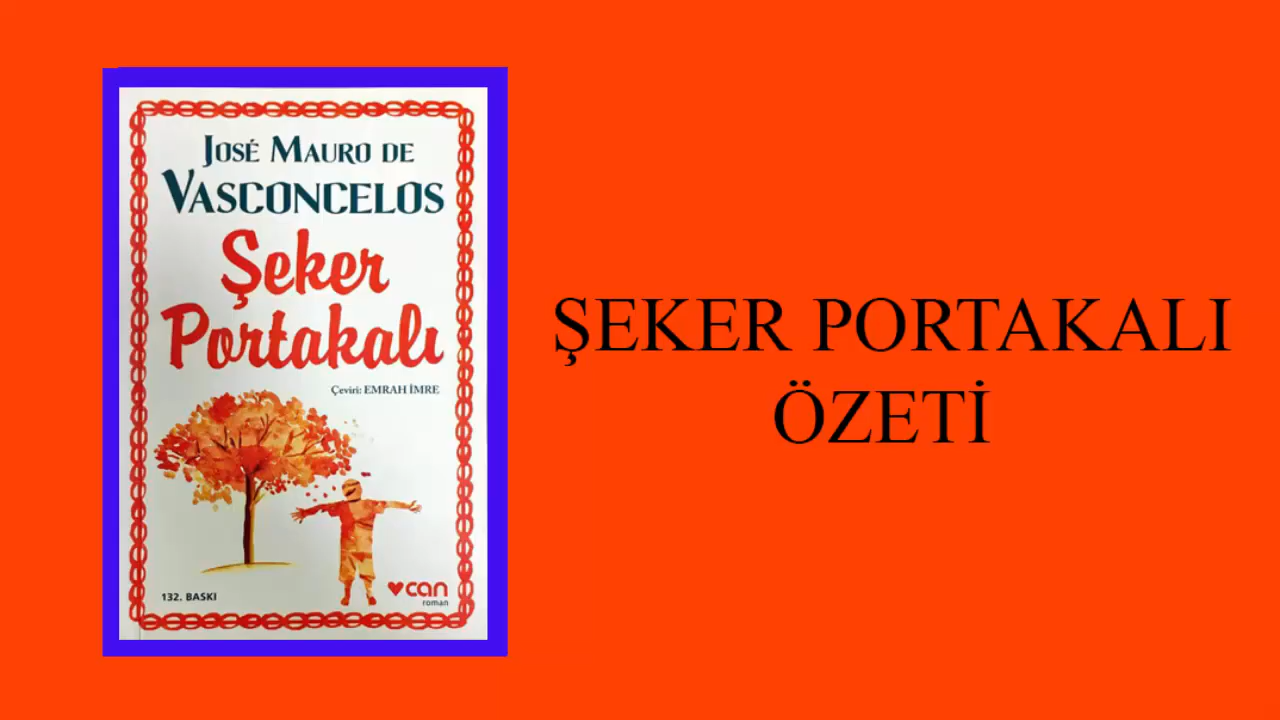 JOSÉ MAURO DE
VASCONCELOS
Şeker
Portakalı
Çeviri: EMRAH İMRE
132. BASKI
can
roman
ŞEKER PORTAKALI
ÖZETİ